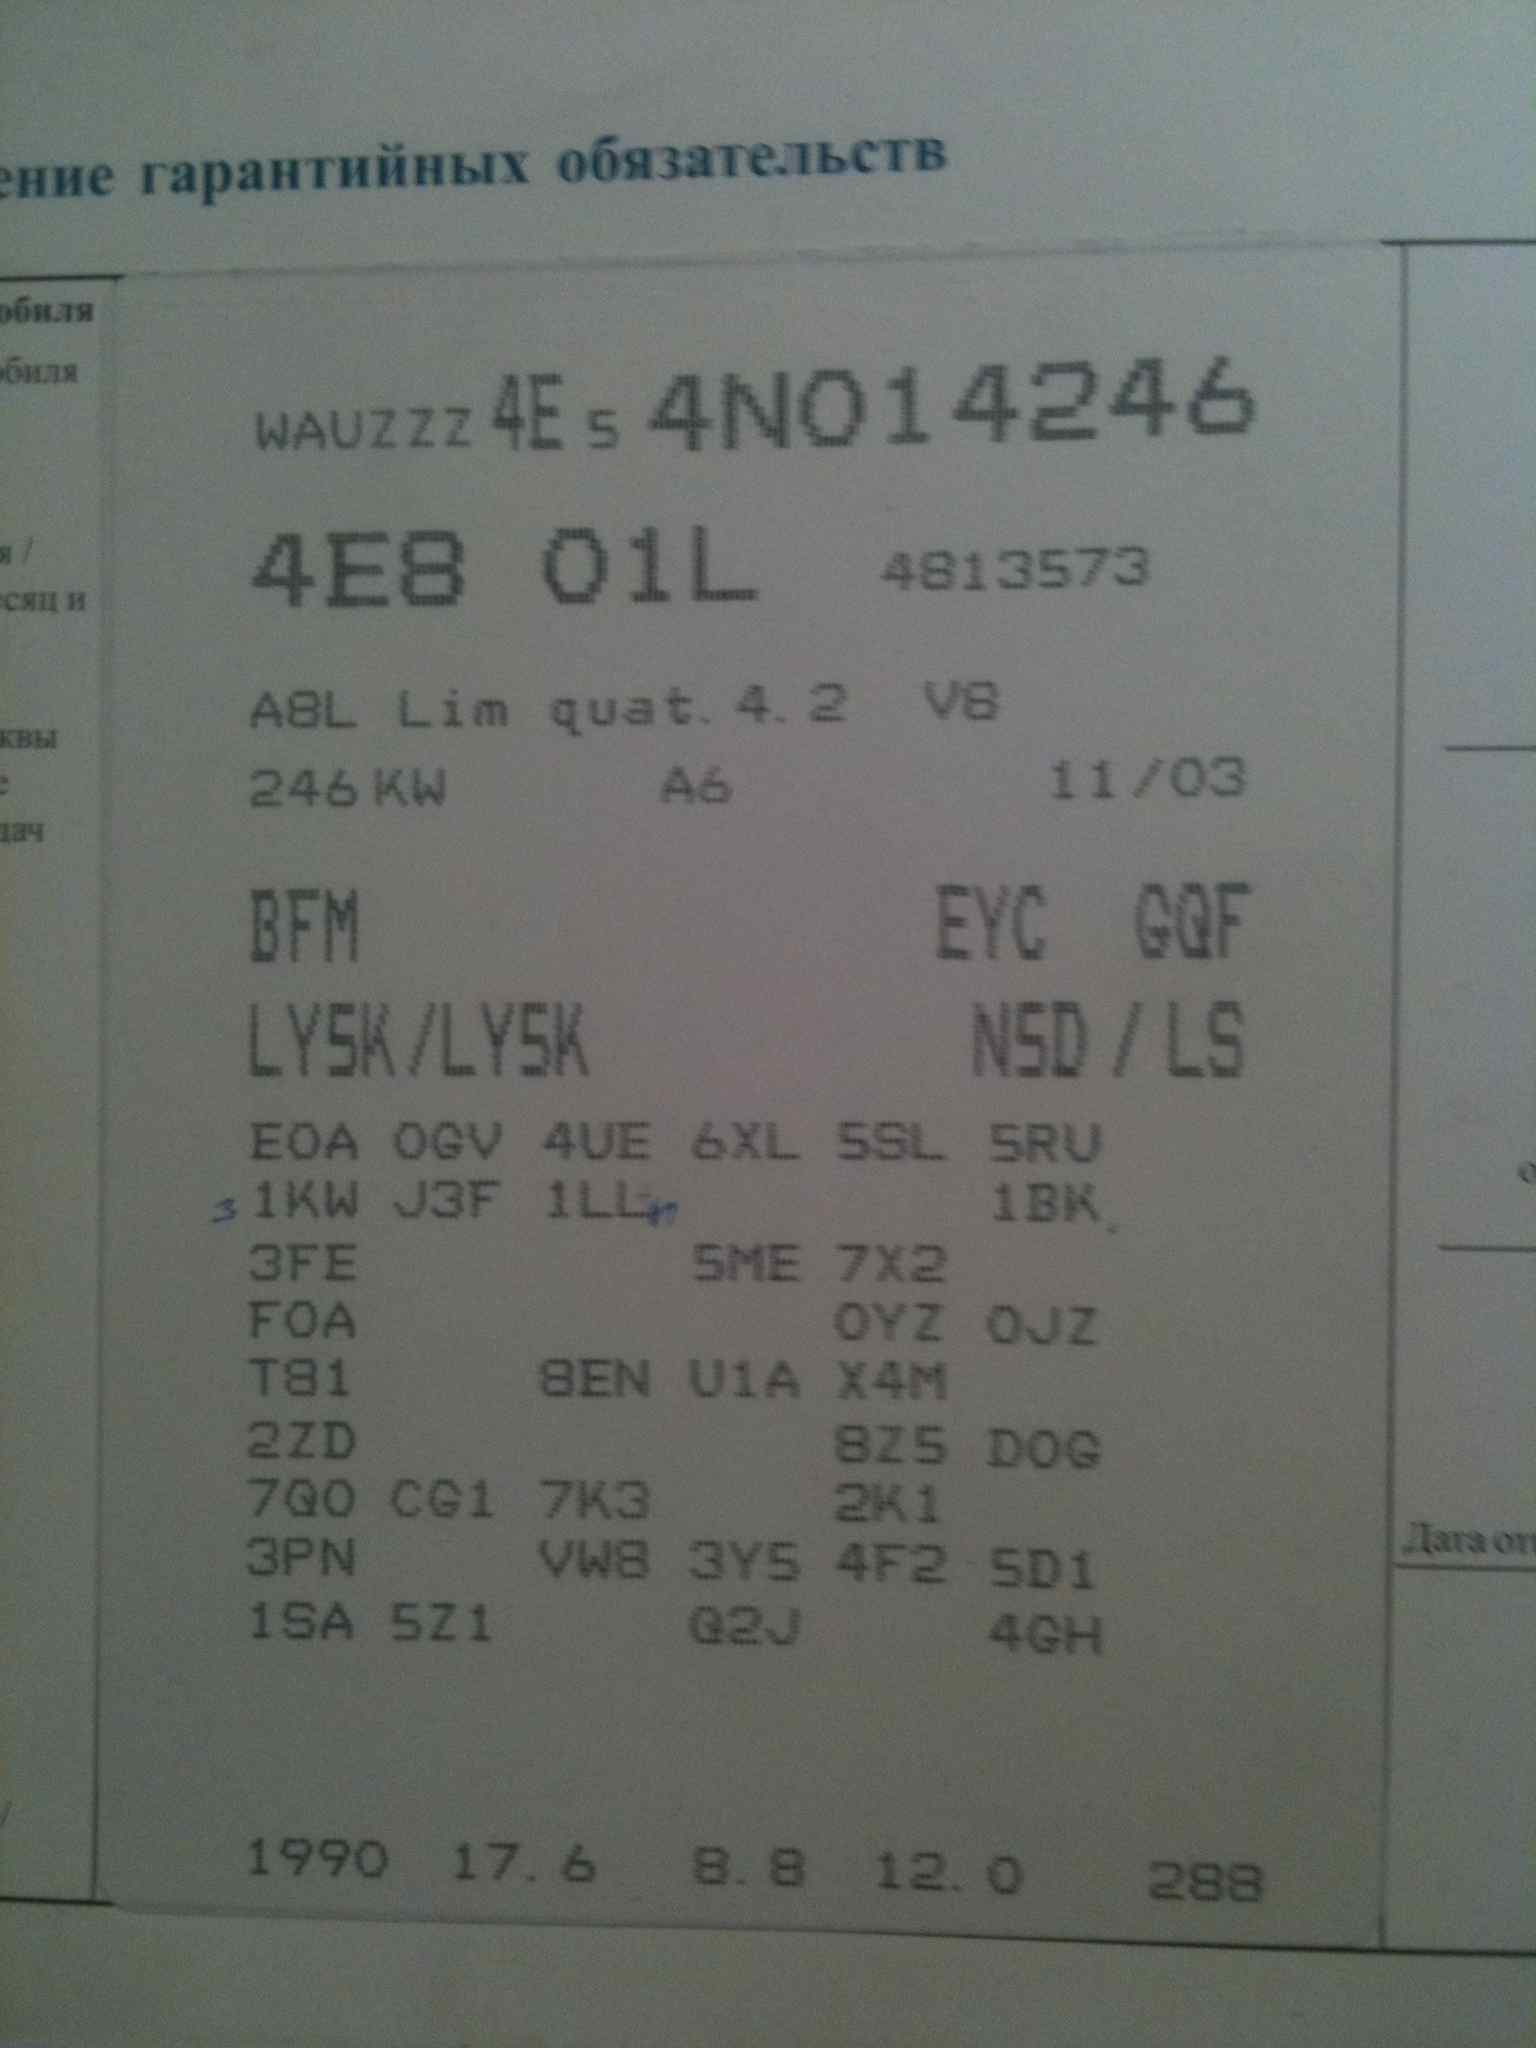 ение гарантийных обязательств
обиля
обиля
я /
есяц и
квы
е
дач
/
WAUZZZ 4E 5 4N014246
4E8 01L 4813573
A8L Lim quat. 4. 2 V8
246 KW A6 11/03
BFM EYC GQF
LY5K/LY5K N5D / LS
E0A 0GV 4UE 6XL 5SL 5RU
3 1KW J3F 1LL 1BK
3FE 5ME 7X2
F0A 0YZ 0JZ
T81 8EN U1A X4M
2ZD 8Z5 D0G
7Q0 CG1 7K3 2K1
3PN VW8 3Y5 4F2 5D1
1SA 5Z1 Q2J 4GH
1990 17. 6 8. 8 12. 0 288
о
Дата от